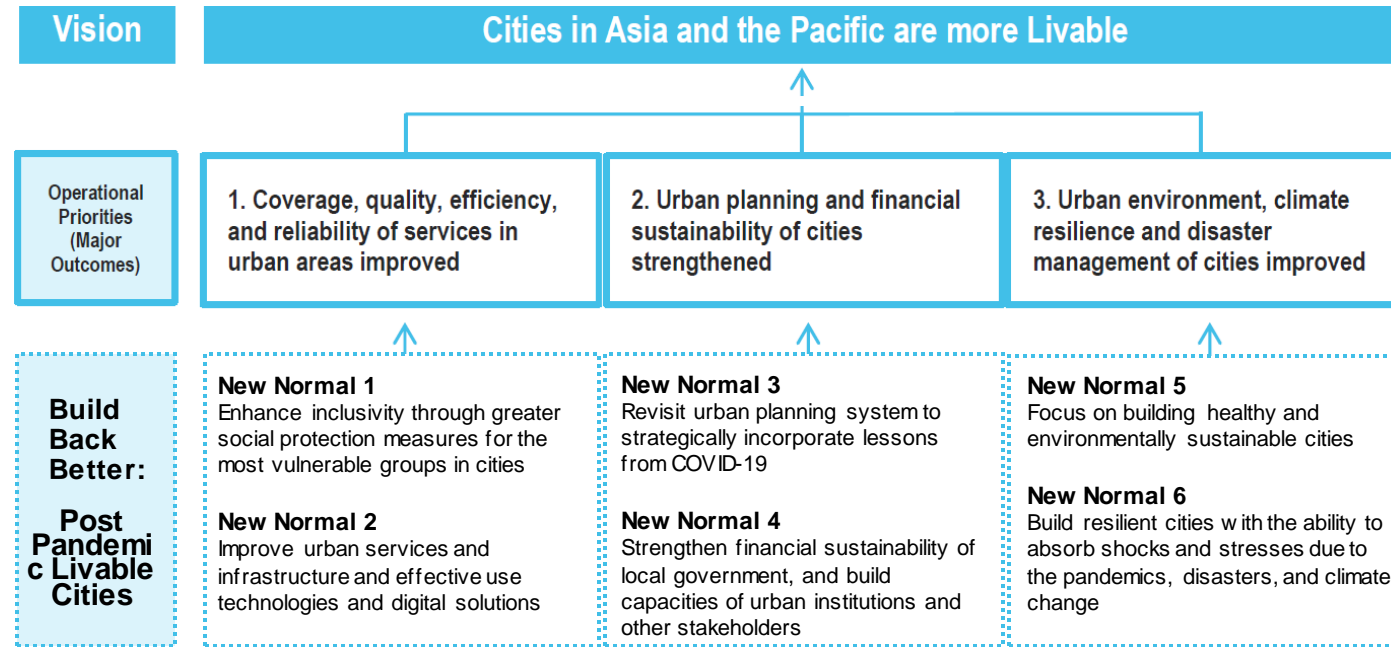 Vision
Cities in Asia and the Pacific are more Livable
Operational
Priorities
(Major
Outcomes)
1. Coverage, quality, efficiency,
and reliability of services in
urban areas improved
2. Urban planning and financial
sustainability of cities
strengthened
3. Urban environment, climate
resilience and disaster
management of cities improved
Build
Back
Better:
Post
Pandemi
c Livable
Cities
New Normal 1
Enhance inclusivity through greater
social protection measures for the
most vulnerable groups in cities
New Normal 2
Improve urban services and
infrastructure and effective use
technologies and digital solutions
New Normal 3
Revisit urban planning system to
strategically incorporate lessons
from COVID-19
New Normal 4
Strengthen financial sustainability of
local government, and build
capacities of urban institutions and
other stakeholders
New Normal 5
Focus on building healthy and
environmentally sustainable cities
New Normal 6
Build resilient cities with the ability to
absorb shocks and stresses due to
the pandemics, disasters, and climate
change